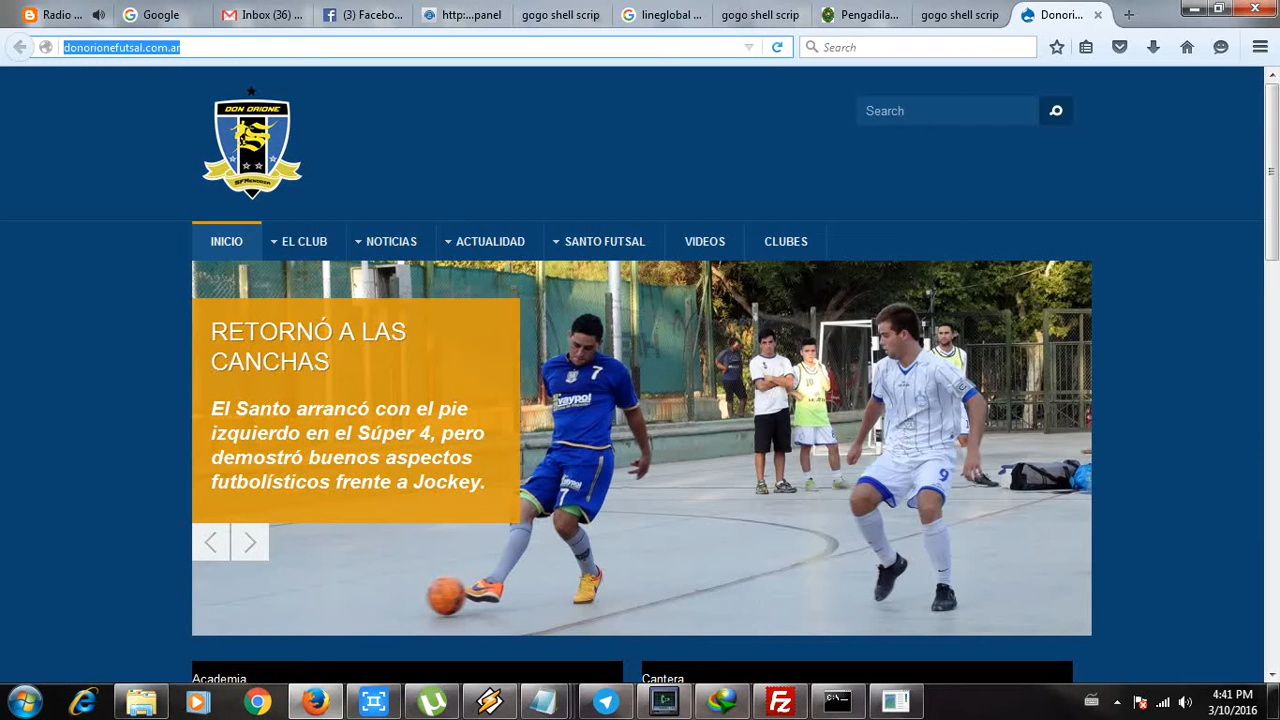 Radio ...
Google
Inbox (36) ...
(3) Facebo...
http:...panel
gogo shell scrip
lineglobal ...
gogo shell scrip
Pengadila...
gogo shell scrip
Donori...
donorionefutsal.com.ar
Search
DON ORIONE
Search
INICIO
EL CLUB
NOTICIAS
ACTUALIDAD
SANTO FUTSAL
VIDEOS
CLUBES
RETORNÓ A LAS
CANCHAS
El Santo arrancó con el pie
izquierdo en el Súper 4, pero
demostró buenos aspectos
futbolísticos frente a Jockey.
7
7
9
Academia
Cantera
4:41 PM
3/10/2016